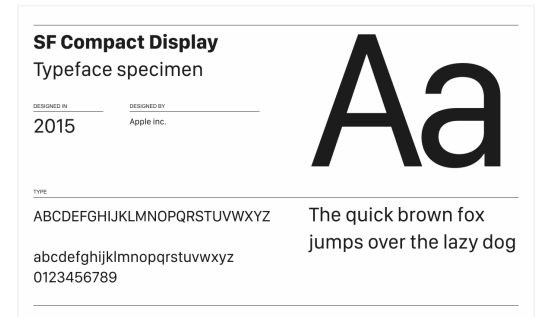 SF Compact Display
Typeface specimen
Aa
DESIGNED IN
DESIGNED BY
2015
Apple inc.
TYPE
ABCDEFGHIJKLMNOPQRSTUVWXYZ
abcdefghijklmnopqrstuvwxyz
0123456789
The quick brown fox
jumps over the lazy dog